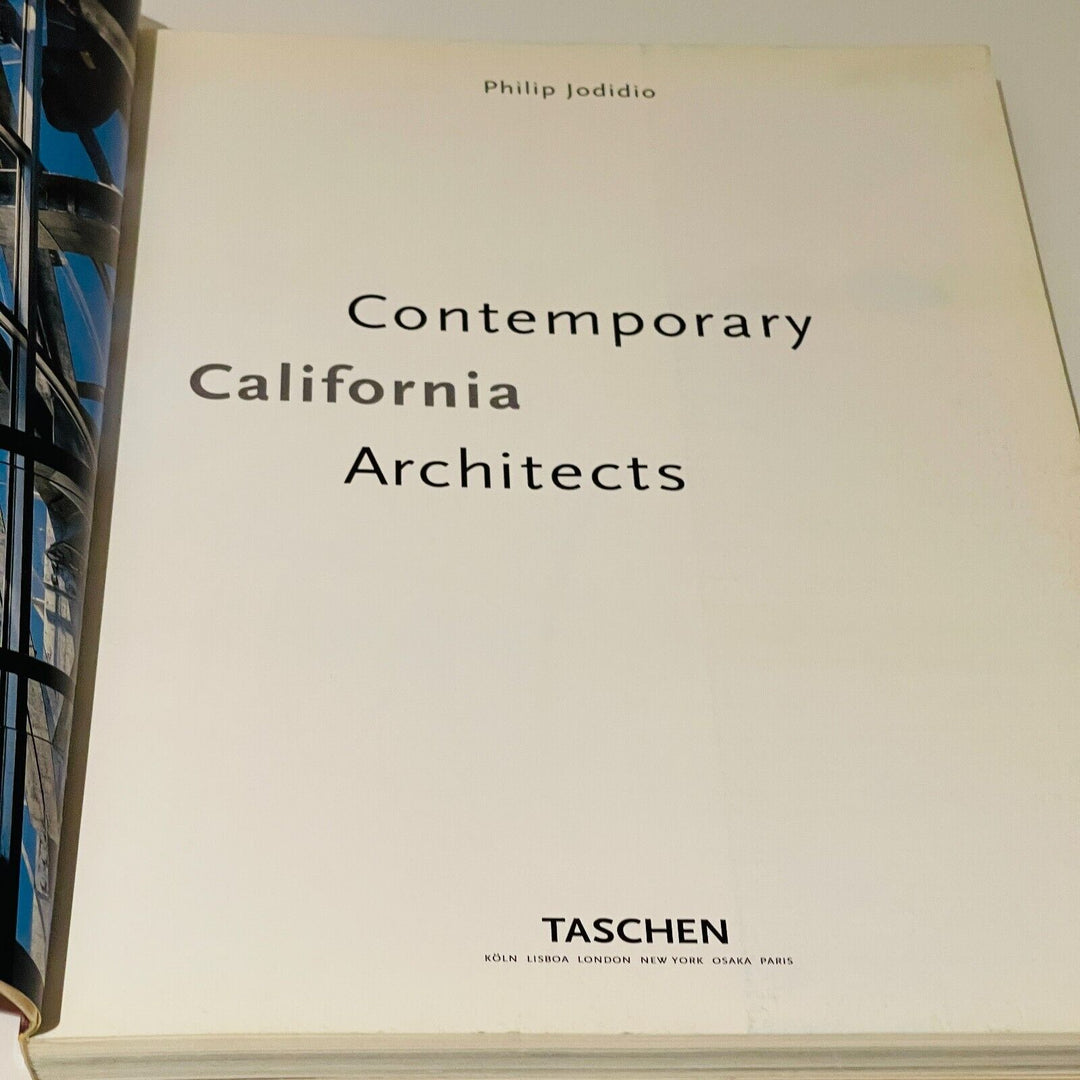 Philip Jodidio
Contemporary
California
Architects
TASCHEN
KÖLN LISBOA LONDON NEW YORK OSAKA PARIS